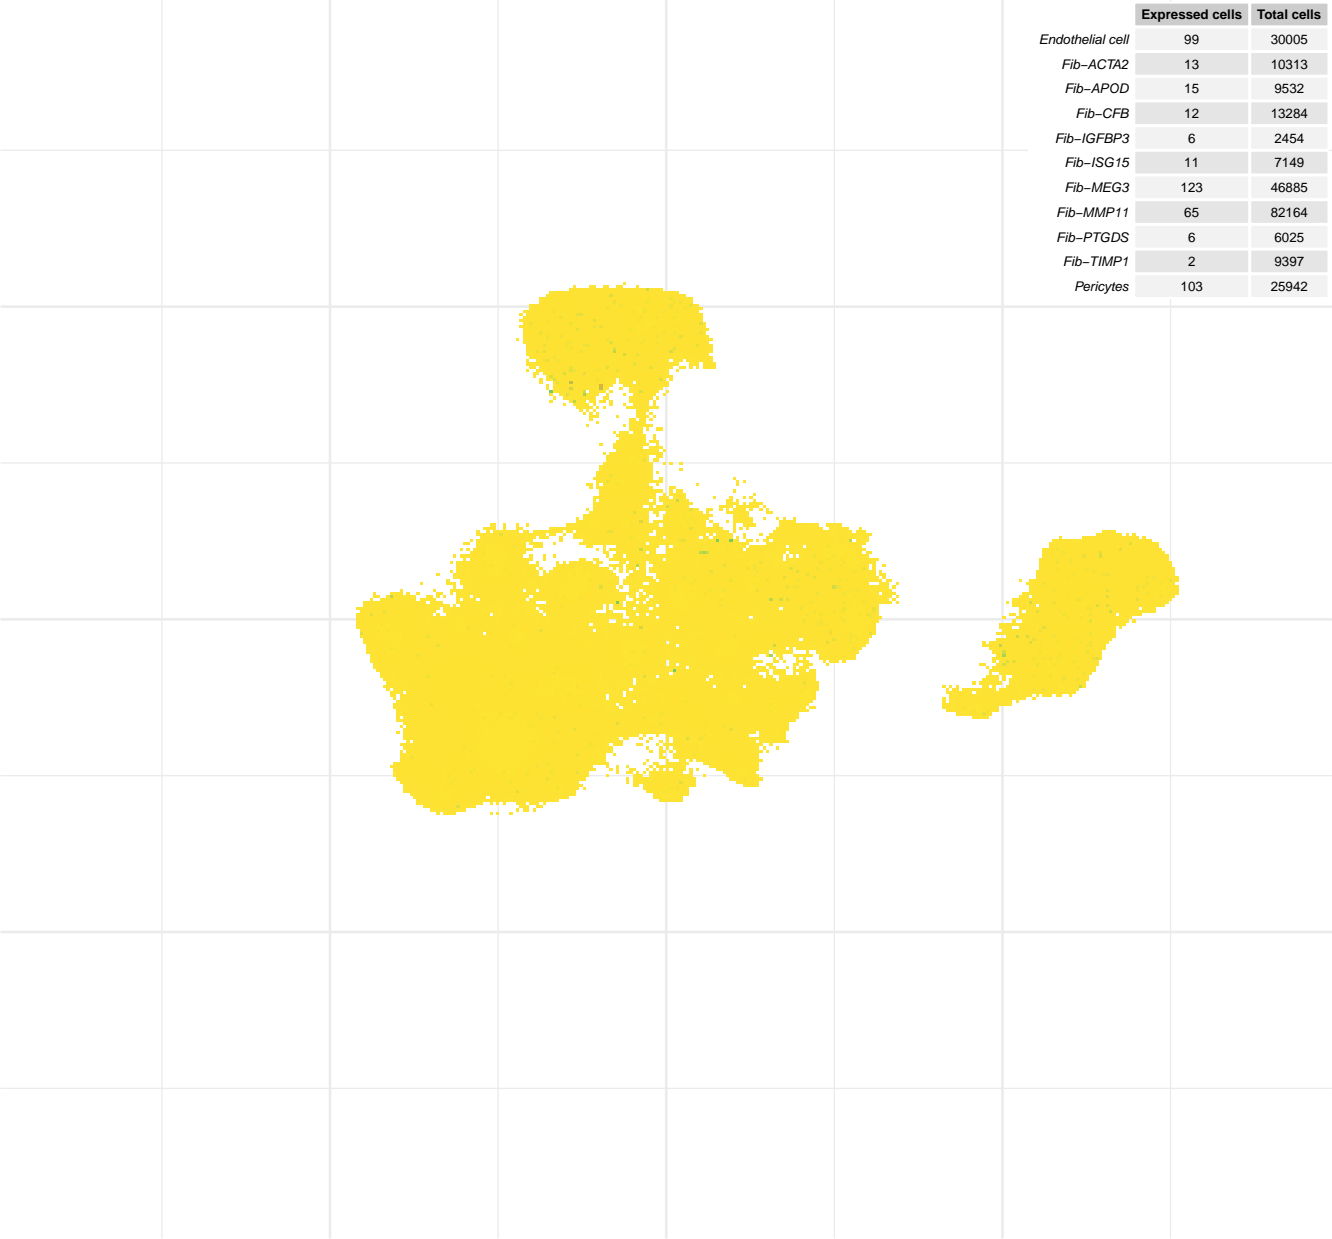 Expressed cells Total cells
Endothelial cell 99 30005
Fib−ACTA2 13 10313
Fib−APOD 15 9532
Fib−CFB 12 13284
Fib−IGFBP3 6 2454
Fib−ISG15 11 7149
Fib−MEG3 123 46885
Fib−MMP11 65 82164
Fib−PTGDS 6 6025
Fib−TIMP1 2 9397
Pericytes 103 25942